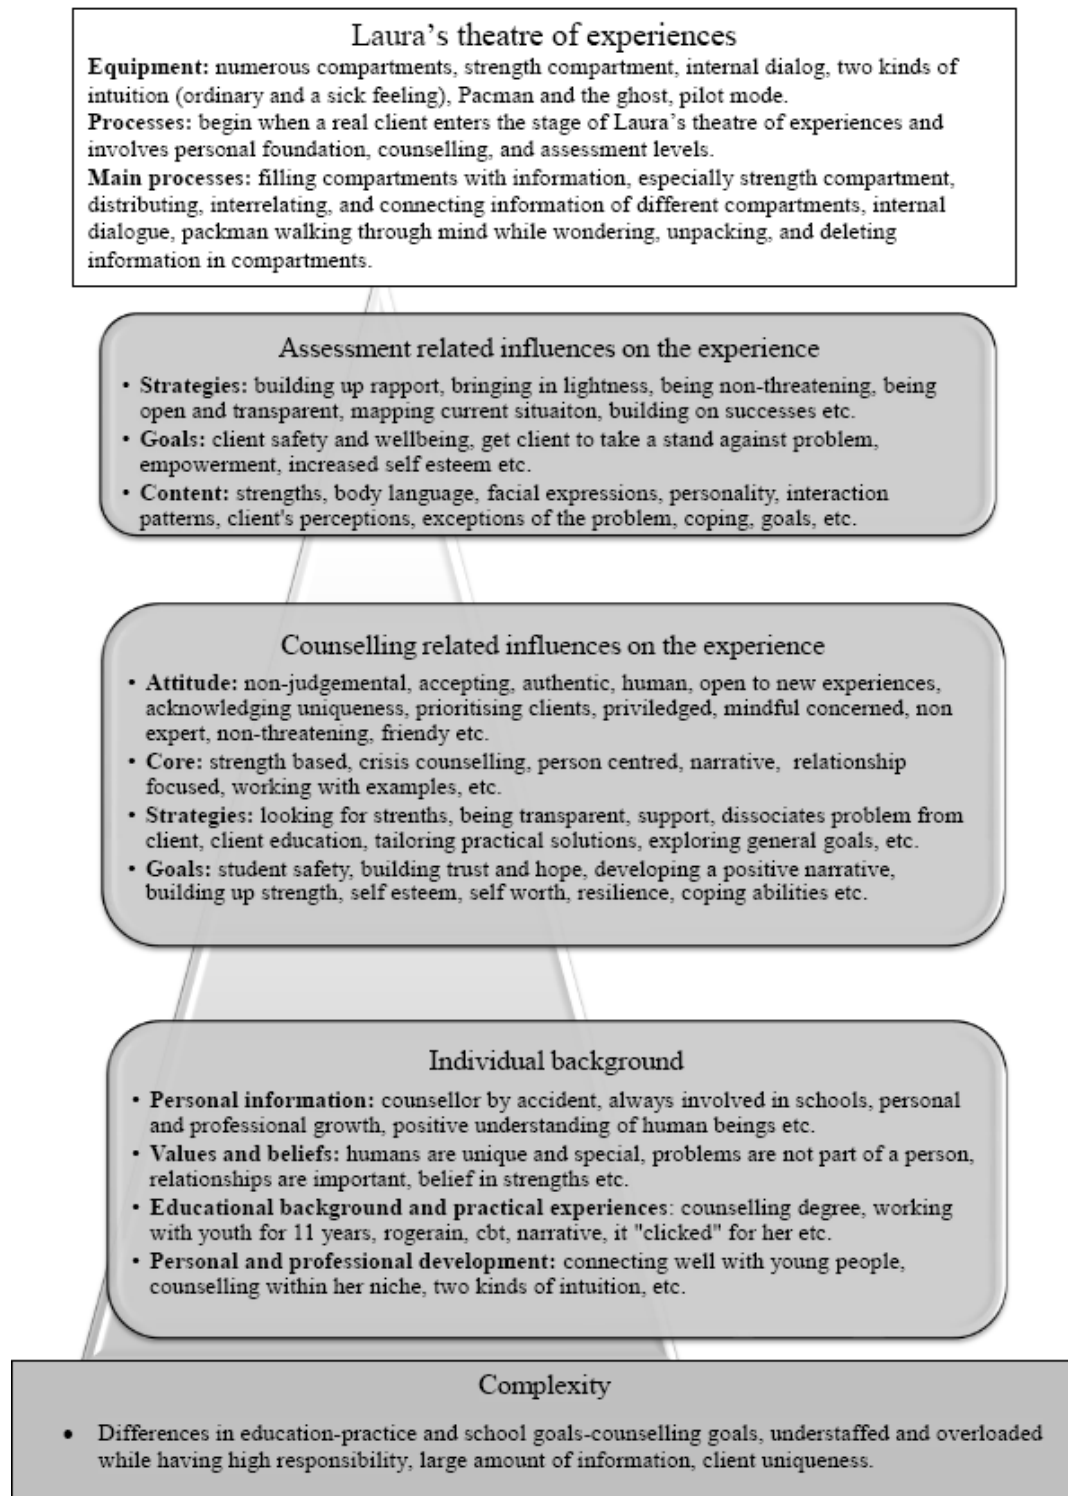 Laura's theatre of experiences
Equipment: numerous compartments, strength compartment, internal dialog, two kinds of
intuition (ordinary and a sick feeling), Pacman and the ghost, pilot mode.
Processes: begin when a real client enters the stage of Laura's theatre of experiences and
involves personal foundation, counselling, and assessment levels.
Main processes: filling compartments with information, especially strength compartment,
distributing, interrelating, and connecting information of different compartments, internal
dialogue, packman walking through mind while wondering, unpacking, and deleting
information in compartments.
Assessment related influences on the experience
• Strategies: building up rapport, bringing in lightness, being non-threatening, being
open and transparent, mapping current situaiton, building on successes etc.
• Goals: client safety and wellbeing, get client to take a stand against problem,
empowerment, increased self esteem etc.
• Content: strengths, body language, facial expressions, personality, interaction
patterns, client's perceptions, exceptions of the problem, coping, goals, etc.
Counselling related influences on the experience
• Attitude: non-judgemental, accepting, authentic, human, open to new experiences,
acknowledging uniqueness, prioritising clients, priviledged, mindful concerned, non
expert, non-threatening, friendly etc.
• Core: strength based, crisis counselling, person centred, narrative, relationship
focused, working with examples, etc.
• Strategies: looking for strenths, being transparent, support, dissociates problem from
client, client education, tailoring practical solutions, exploring general goals, etc.
• Goals: student safety, building trust and hope, developing a positive narrative,
building up strength, self esteem, self worth, resilience, coping abilities etc.
Individual background
• Personal information: counsellor by accident, always involved in schools, personal
and professional growth, positive understanding of human beings etc.
• Values and beliefs: humans are unique and special, problems are not part of a person,
relationships are important, belief in strengths etc.
• Educational background and practical experiences: counselling degree, working
with youth for 11 years, rogerain, cbt, narrative, it "clicked" for her etc.
• Personal and professional development: connecting well with young people,
counselling within her niche, two kinds of intuition, etc.
Complexity
• Differences in education-practice and school goals-counselling goals, understaffed and overloaded
while having high responsibility, large amount of information, client uniqueness.